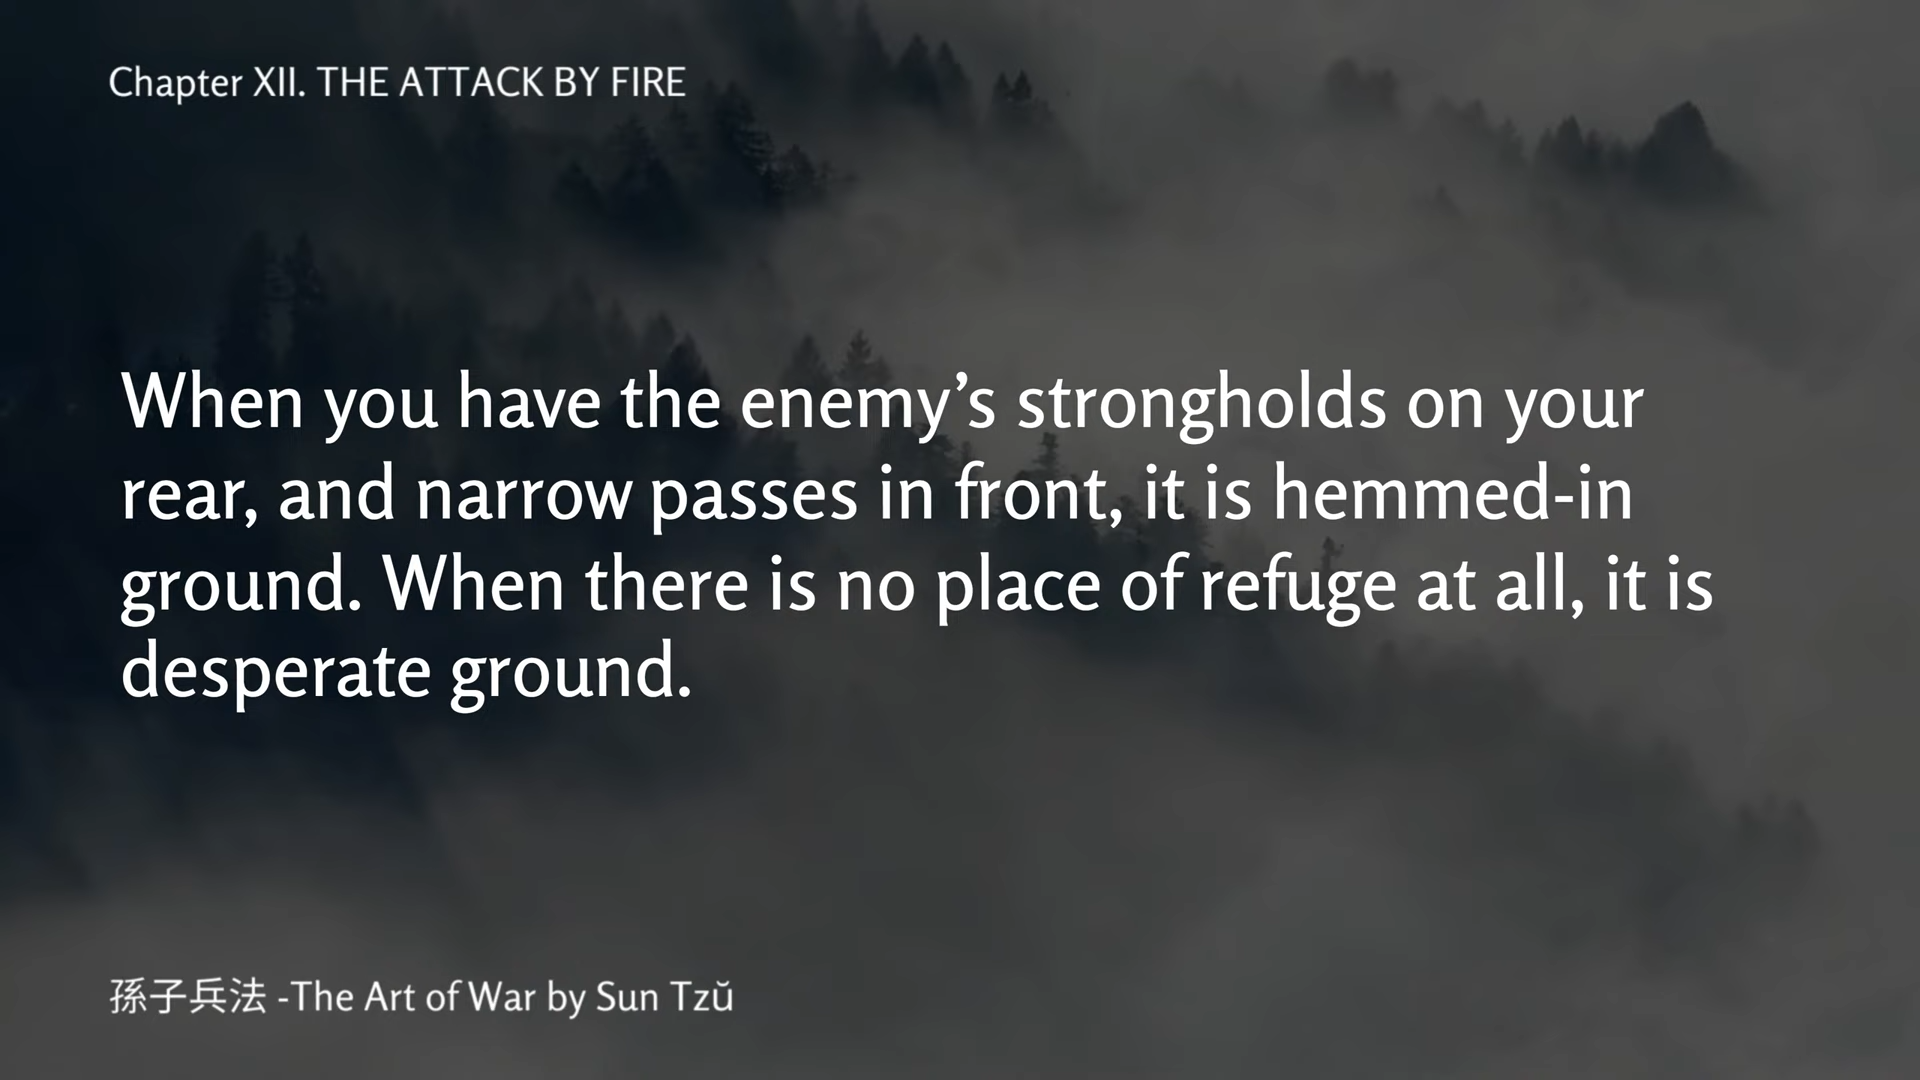 Chapter XII. THE ATTACK BY FIRE
When you have the enemy’s strongholds on your
rear, and narrow passes in front, it is hemmed-in
ground. When there is no place of refuge at all, it is
desperate ground.
孫子兵法 -The Art of War by Sun Tzŭ